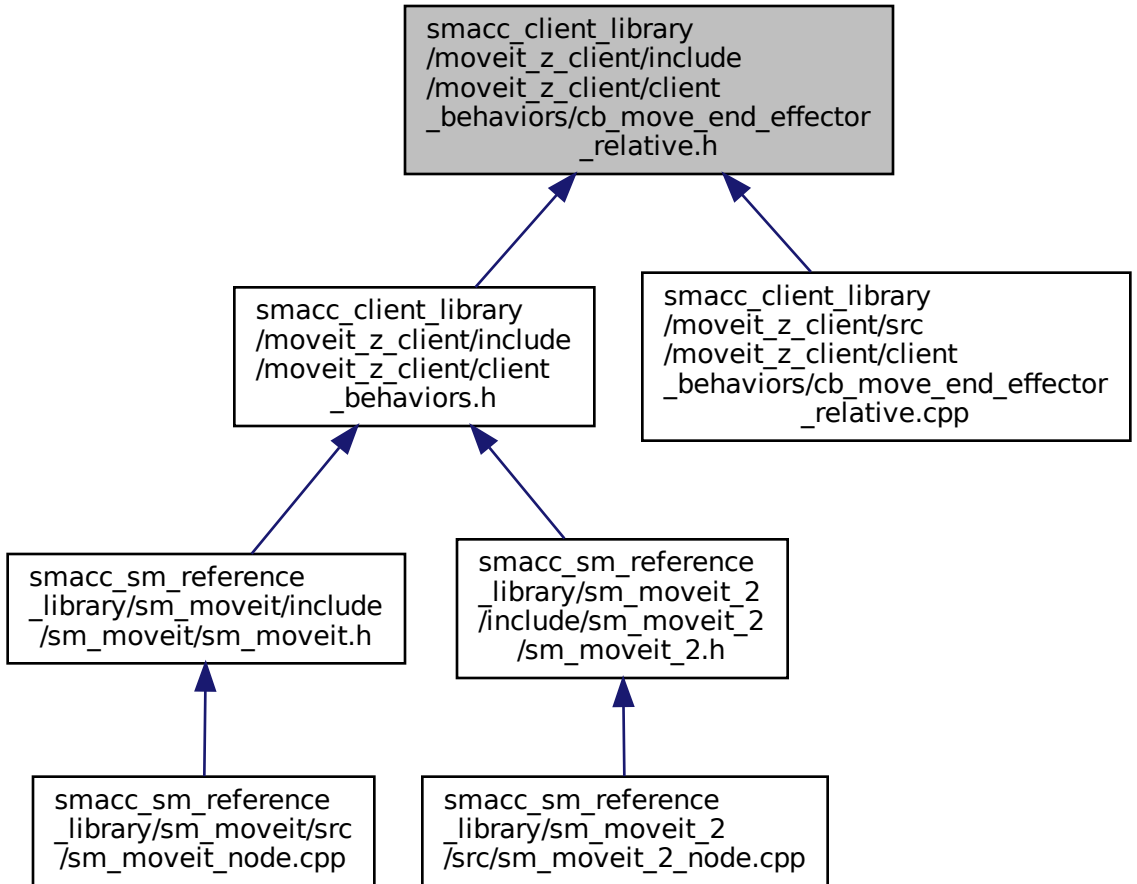 smacc_client_library
/moveit_z_client/include
/moveit_z_client/client
_behaviors/cb_move_end_effector
_relative.h
smacc_client_library
/moveit_z_client/include
/moveit_z_client/client
_behaviors.h
smacc_client_library
/moveit_z_client/src
/moveit_z_client/client
_behaviors/cb_move_end_effector
_relative.cpp
smacc_sm_reference
_library/sm_moveit/include
/sm_moveit/sm_moveit.h
smacc_sm_reference
_library/sm_moveit_2
/include/sm_moveit_2
/sm_moveit_2.h
smacc_sm_reference
_library/sm_moveit/src
/sm_moveit_node.cpp
smacc_sm_reference
_library/sm_moveit_2
/src/sm_moveit_2_node.cpp